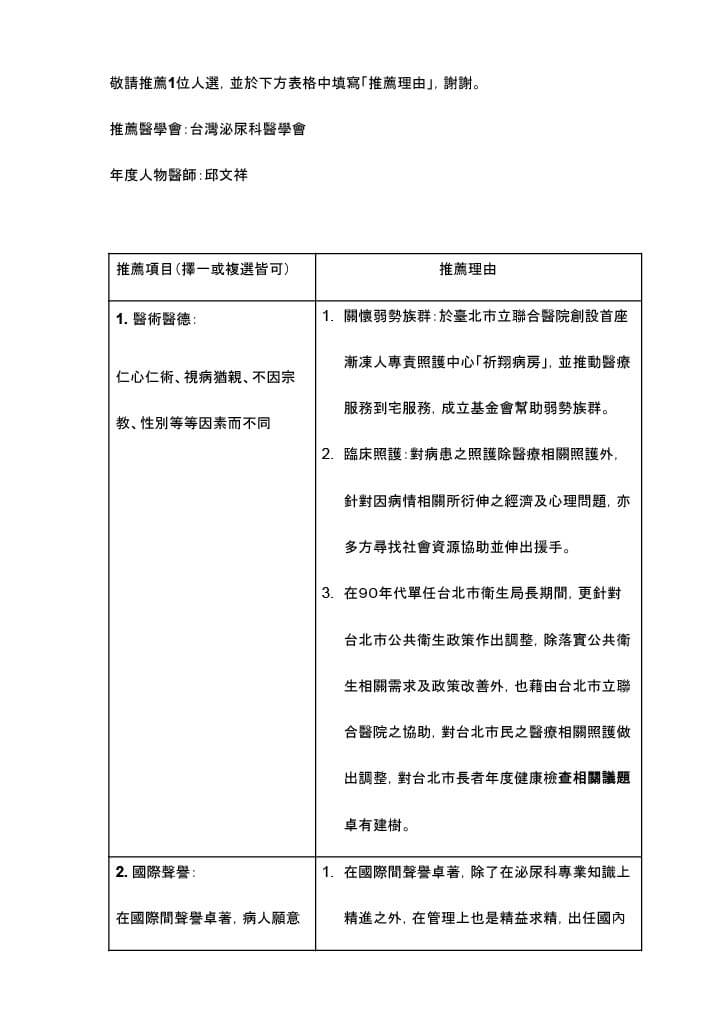 敬請推薦1位人選，並於下方表格中填寫「推薦理由」，謝謝。
推薦醫學會：台灣泌尿科醫學會
年度人物醫師：邱文祥
推薦項目（擇一或複選皆可）
推薦理由
1. 醫術醫德：
仁心仁術、視病猶親、不因宗
教、性別等等因素而不同
1. 關懷弱勢族群：於臺北市立聯合醫院創設首座
漸凍人專責照護中心「祈翔病房」，並推動醫療
服務到宅服務，成立基金會幫助弱勢族群。
2. 臨床照護：對病患之照護除醫療相關照護外，
針對因病情相關所衍伸之經濟及心理問題，亦
多方尋找社會資源協助並伸出援手。
3. 在90年代單任台北市衛生局長期間，更針對
台北市公共衛生政策作出調整，除落實公共衛
生相關需求及政策改善外，也藉由台北市立聯
合醫院之協助，對台北市民之醫療相關照護做
出調整，對台北市長者年度健康檢查相關議題
卓有建樹。
2. 國際聲譽：
在國際間聲譽卓著，病人願意
1. 在國際間聲譽卓著，除了在泌尿科專業知識上
精進之外，在管理上也是精益求精，出任國內